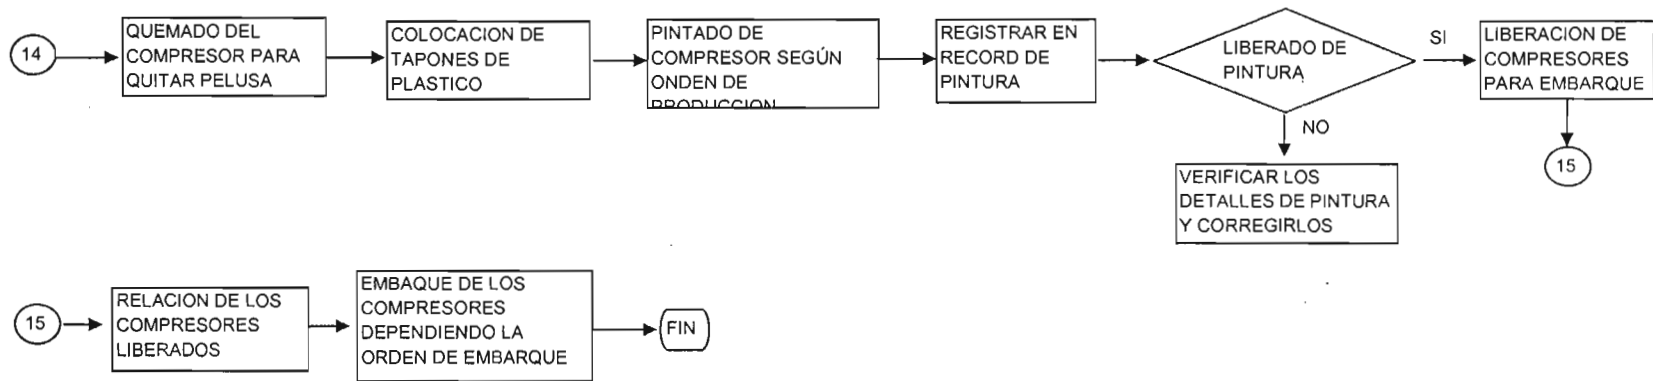 14
QUEMADO DEL
COMPRESOR PARA
QUITAR PELUSA
COLOCACION DE
TAPONES DE
PLASTICO
PINTADO DE
COMPRESOR SEGÚN
ONDEN DE
PRODUCCION
REGISTRAR EN
RECORD DE
PINTURA
LIBERADO DE
PINTURA
SI
LIBERACION DE
COMPRESORES
PARA EMBARQUE
NO
15
VERIFICAR LOS
DETALLES DE PINTURA
Y CORREGIRLOS
15
RELACION DE LOS
COMPRESORES
LIBERADOS
EMBAQUE DE LOS
COMPRESORES
DEPENDIENDO LA
ORDEN DE EMBARQUE
FIN